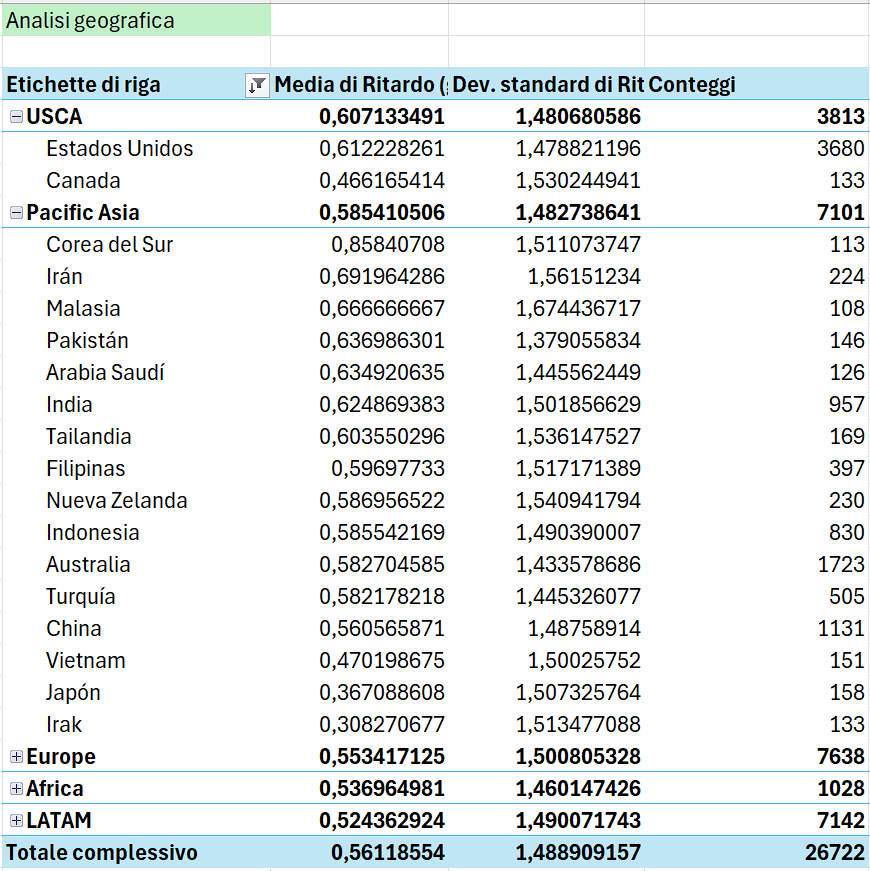 Analisi geografica
Etichette di riga Media di Ritardo (g Dev. standard di Rit Conteggi
USCA 0,607133491 1,480680586 3813
Estados Unidos 0,612228261 1,478821196 3680
Canada 0,466165414 1,530244941 133
Pacific Asia 0,585410506 1,482738641 7101
Corea del Sur 0,85840708 1,511073747 113
Irán 0,691964286 1,56151234 224
Malasia 0,666666667 1,674436717 108
Pakistán 0,636986301 1,379055834 146
Arabia Saudí 0,634920635 1,445562449 126
India 0,624869383 1,501856629 957
Tailandia 0,603550296 1,536147527 169
Filipinas 0,59697733 1,517171389 397
Nueva Zelanda 0,586956522 1,540941794 230
Indonesia 0,585542169 1,490390007 830
Australia 0,582704585 1,433578686 1723
Turquía 0,582178218 1,445326077 505
China 0,560565871 1,48758914 1131
Vietnam 0,470198675 1,50025752 151
Japón 0,367088608 1,507325764 158
Irak 0,308270677 1,513477088 133
Europe 0,553417125 1,500805328 7638
Africa 0,536964981 1,460147426 1028
LATAM 0,524362924 1,490071743 7142
Totale complessivo 0,56118554 1,488909157 26722